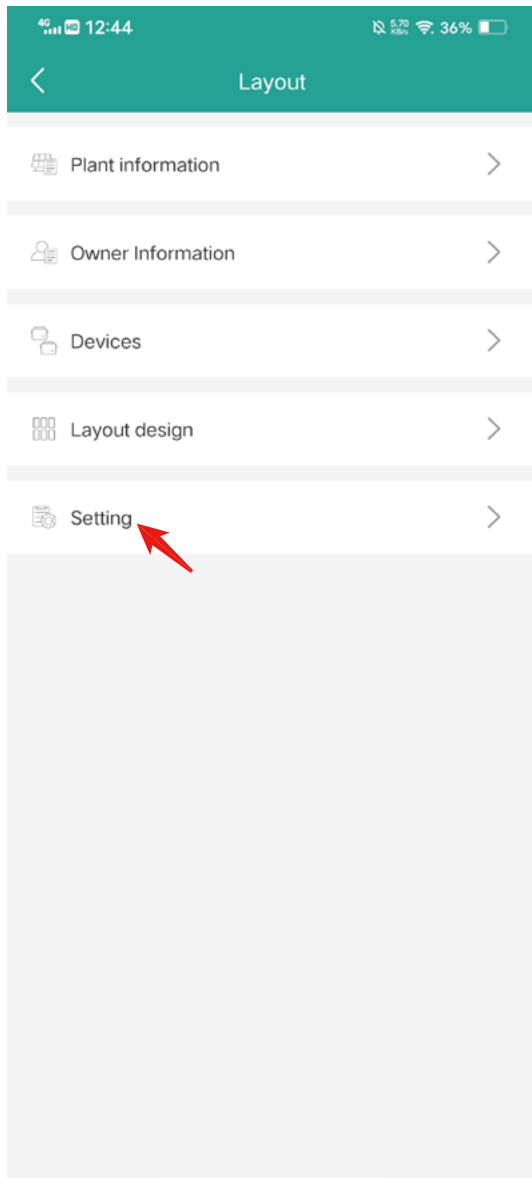 4G HD 12:44 5.70 KB/s 36%
Layout
Plant information
Owner Information
Devices
Layout design
Setting